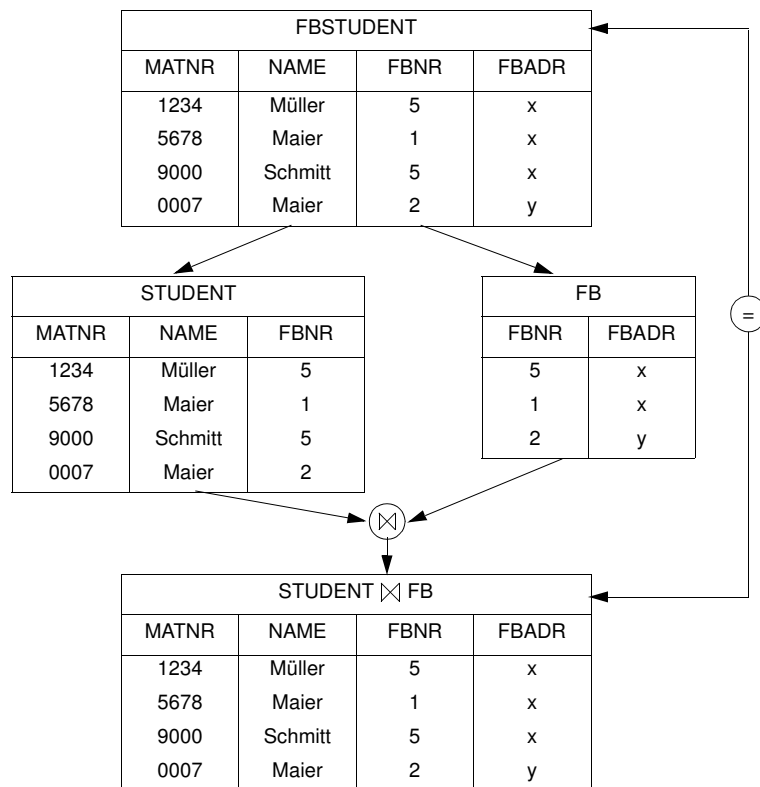 FBSTUDENT
MATNR NAME FBNR FBADR
1234 Müller 5 x
5678 Maier 1 x
9000 Schmitt 5 x
0007 Maier 2 y
STUDENT
MATNR NAME FBNR
1234 Müller 5
5678 Maier 1
9000 Schmitt 5
0007 Maier 2
FB
FBNR FBADR
5 x
1 x
2 y
=
⋈
STUDENT ⋈ FB
MATNR NAME FBNR FBADR
1234 Müller 5 x
5678 Maier 1 x
9000 Schmitt 5 x
0007 Maier 2 y